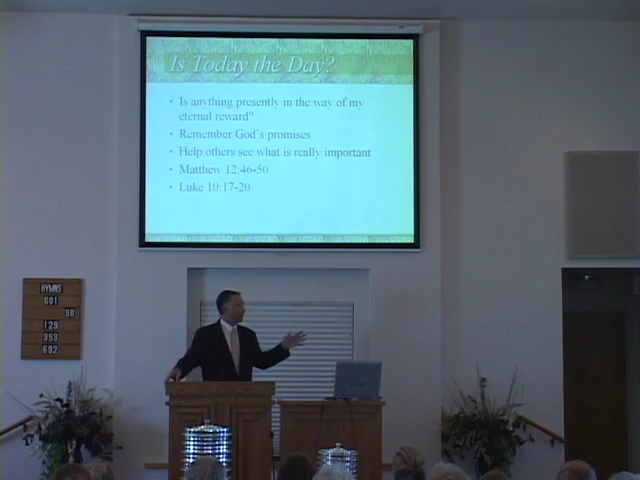 Is Today the Day?
• Is anything presently in the way of my
eternal reward?
• Remember God's promises
• Help others see what is really important
• Matthew 12:46-50
• Luke 10:17-20
HYMNS
601
90
129
353
692